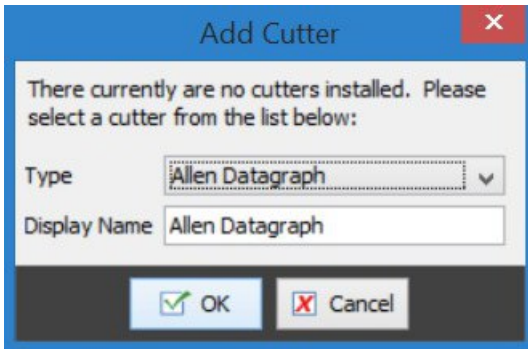 Add Cutter
There currently are no cutters installed.  Please
select a cutter from the list below:
Type Allen Datagraph
Display Name Allen Datagraph
OK Cancel